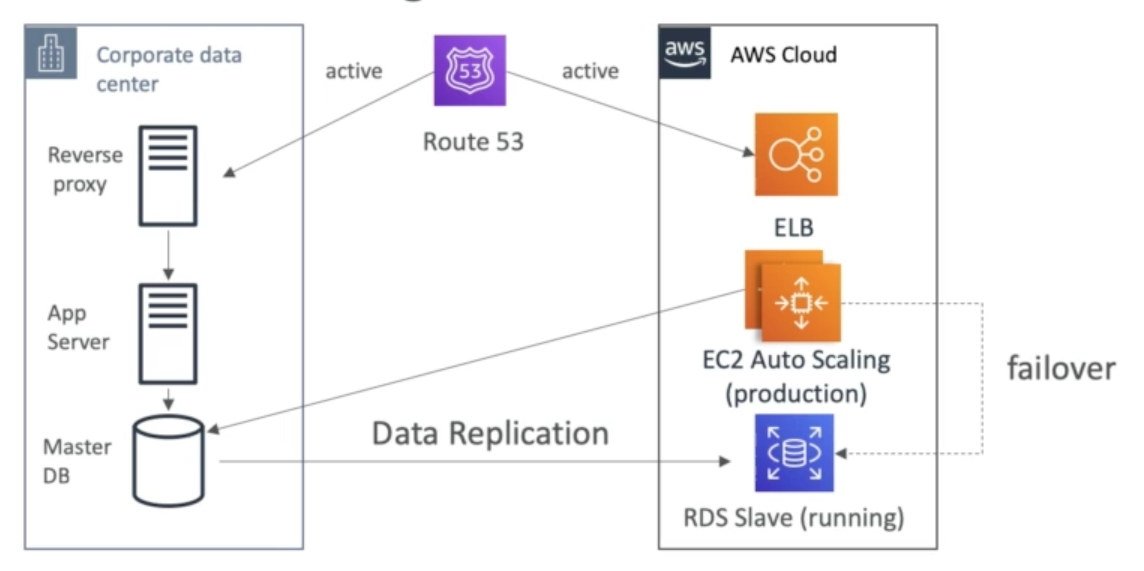 Corporate data
center
active
53
active
aws
AWS Cloud
Route 53
Reverse
proxy
ELB
App
Server
EC2 Auto Scaling
(production)
failover
Master
DB
Data Replication
RDS Slave (running)